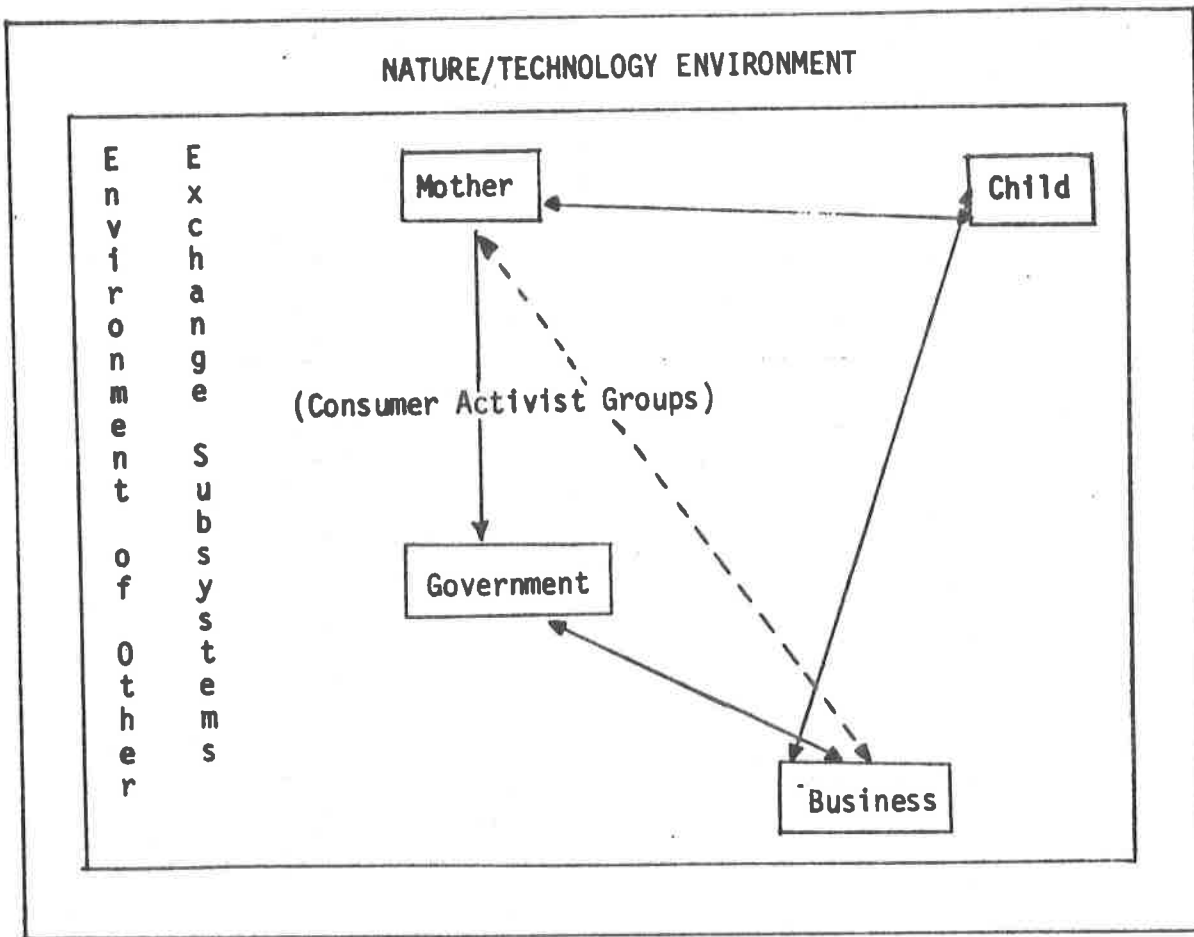 NATURE/TECHNOLOGY ENVIRONMENT
Environment of Other
Exchange Subsystems
Mother
Child
(Consumer Activist Groups)
Government
Business